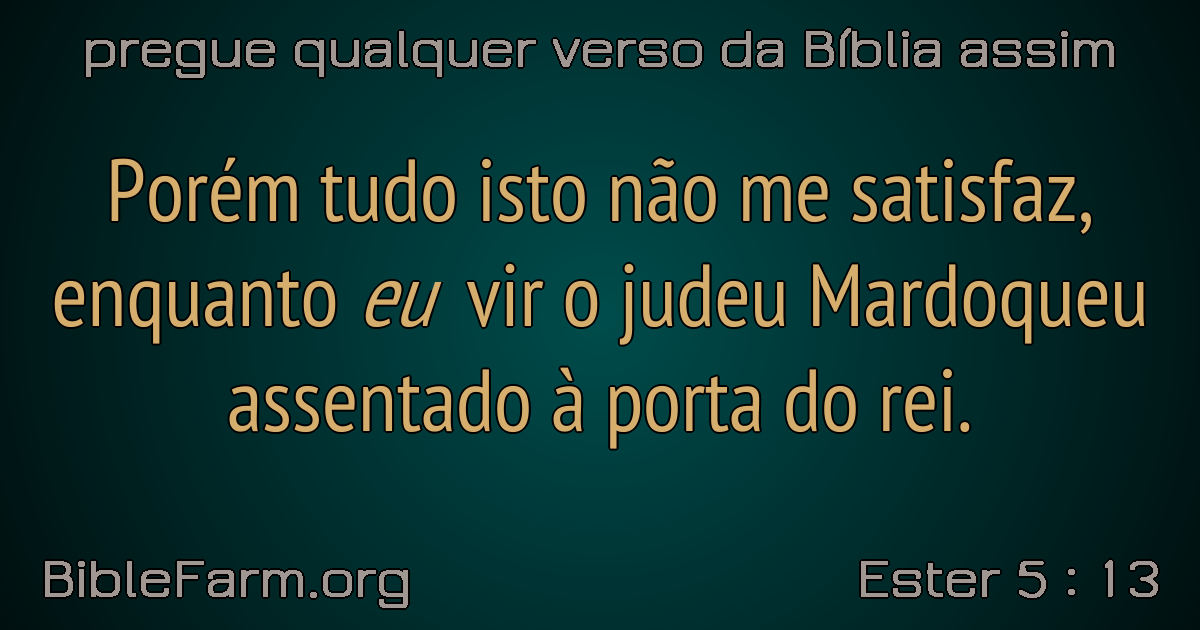 pregue qualquer verso da Bíblia assim
Porém tudo isto não me satisfaz,
enquanto eu vir o judeu Mardoqueu
assentado à porta do rei.
BibleFarm.org
Ester 5 : 13